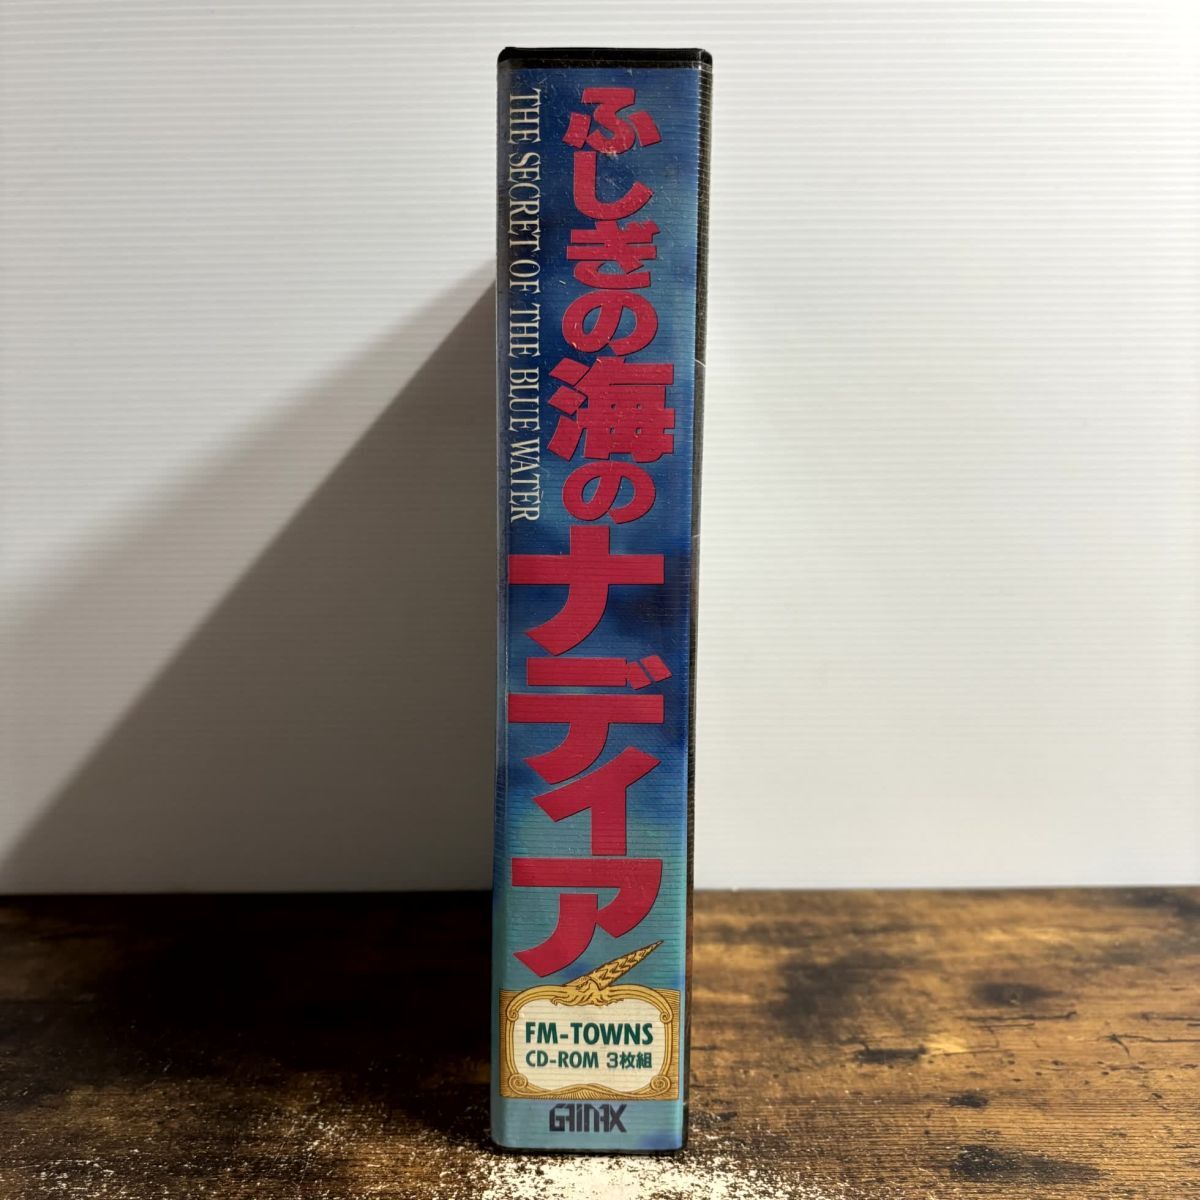 ふしぎの海のナディア
THE SECRET OF THE BLUE WATER
FM-TOWNS
CD-ROM 3枚組
GAINAX